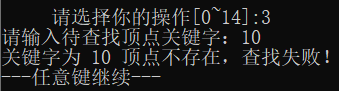 请选择你的操作[0~14]:3
请输入待查找顶点关键字：10
关键字为 10 顶点不存在，查找失败！
---任意键继续---